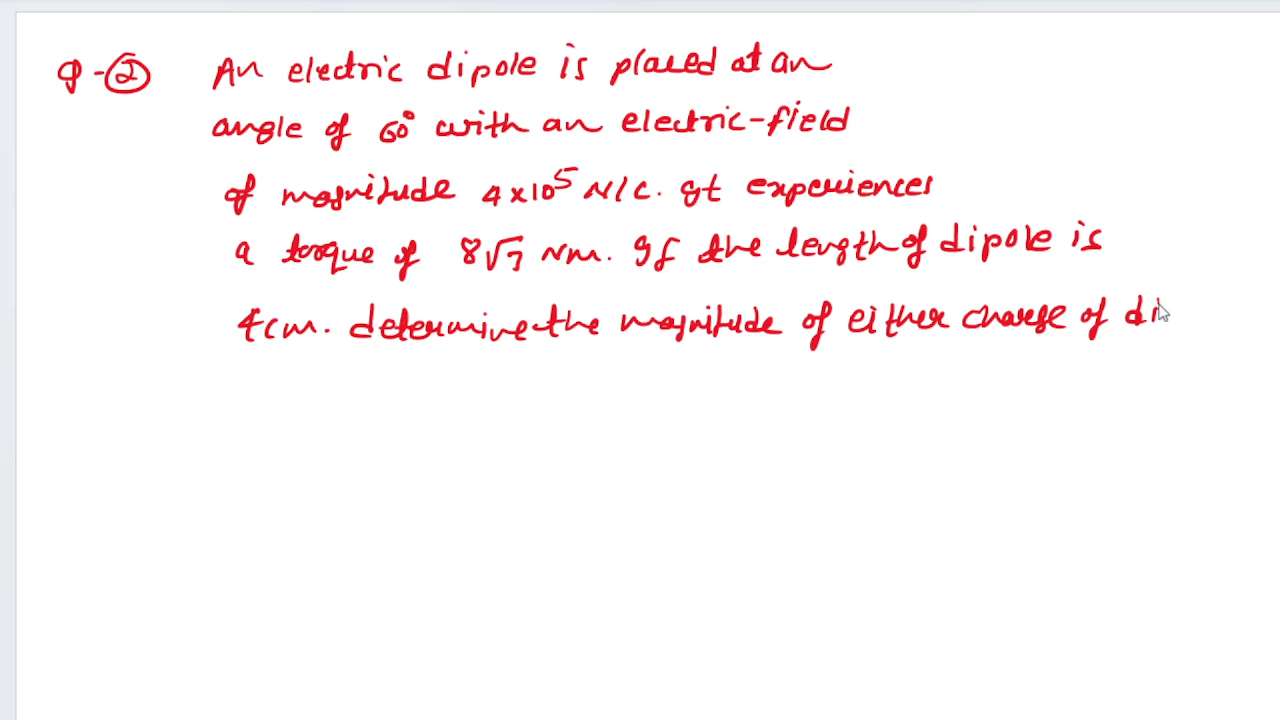 Q-② An electric dipole is placed at an
angle of 60° with an electric-field
of magnitude 4x10⁵ N/C. It experiences
a torque of 8√3 Nm. If the length of dipole is
4cm. determine the magnitude of either charge of di